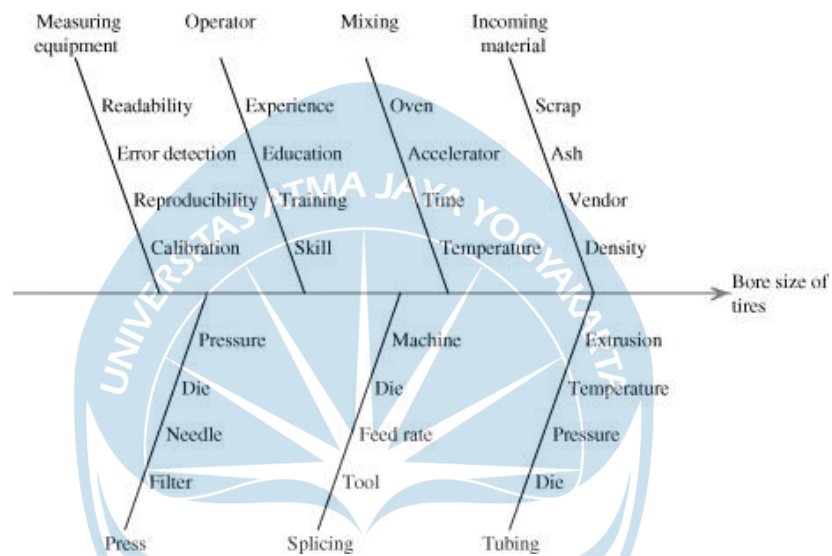 Measuring
equipment
Operator
Mixing
Incoming
material
Readability
Experience
Oven
Scrap
Error detection
Education
Accelerator
Ash
Reproducibility
Training
Time
Vendor
Calibration
Skill
Temperature
Density
Bore size of
tires
Pressure
Machine
Extrusion
Die
Die
Temperature
Needle
Feed rate
Pressure
Filter
Tool
Die
Press
Splicing
Tubing
UNIVERSITAS ATMA JAYA YOGYAKARTA